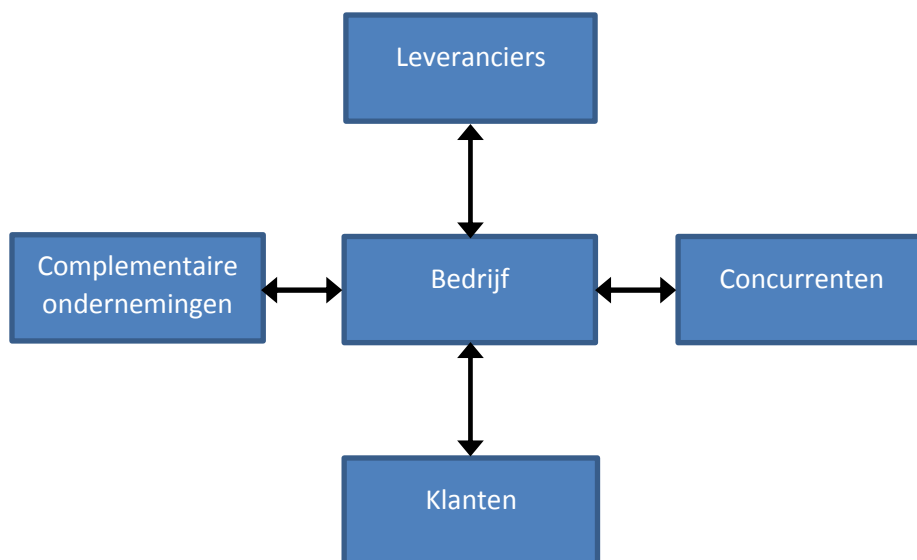 Leveranciers
Complementaire
ondernemingen
Bedrijf
Concurrenten
Klanten